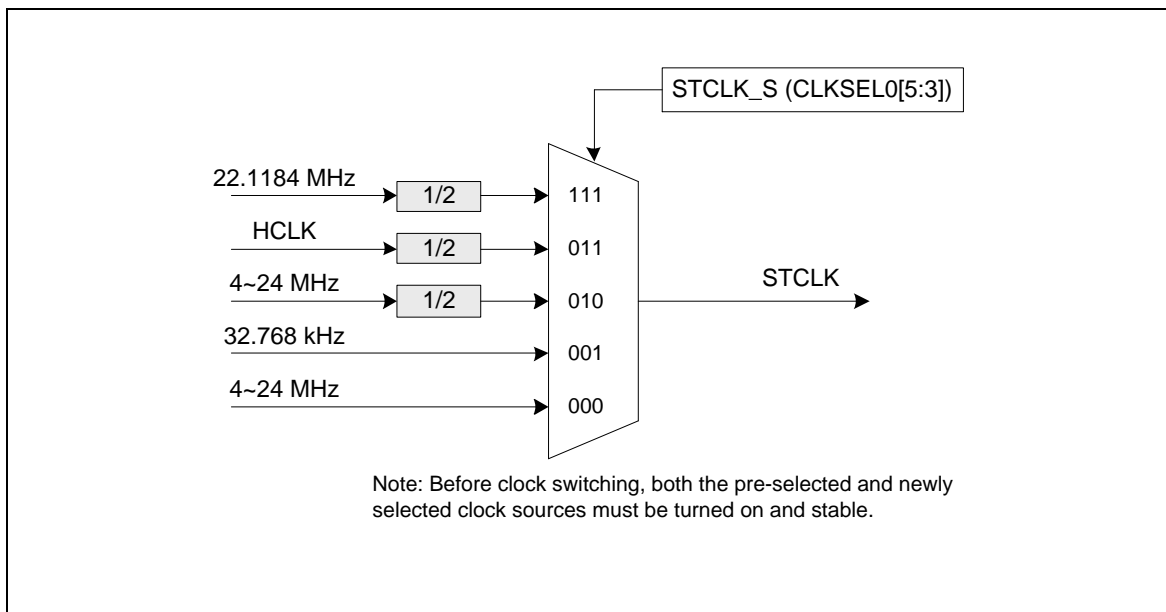 STCLK_S (CLKSEL0[5:3])
22.1184 MHz
1/2
111
HCLK
1/2
011
4~24 MHz
1/2
010
STCLK
32.768 kHz
001
4~24 MHz
000
Note: Before clock switching, both the pre-selected and newly
selected clock sources must be turned on and stable.